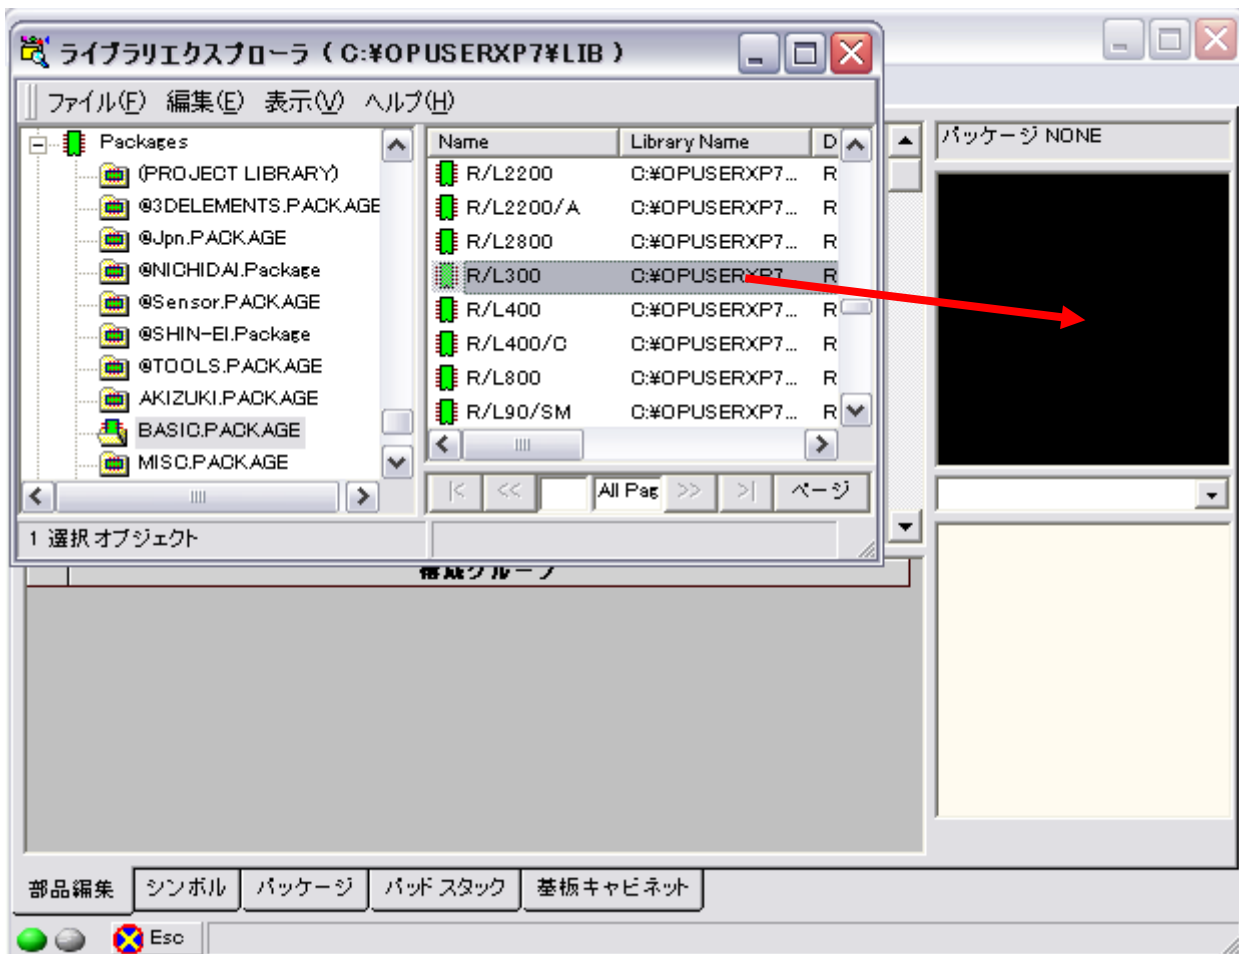 ライブラリエクスプローラ ( C:¥OPUSERXP7¥LIB )
ファイル(F) 編集(E) 表示(V) ヘルプ(H)
Packages
(PROJECT LIBRARY)
@3DELEMENTS.PACKAGE
@Jpn.PACKAGE
@NICHIDAI.Package
@Sensor.PACKAGE
@SHIN-EI.Package
@TOOLS.PACKAGE
AKIZUKI.PACKAGE
BASIC.PACKAGE
MISC.PACKAGE
Name Library Name D
R/L2200 C:¥OPUSERXP7... R
R/L2200/A C:¥OPUSERXP7... R
R/L2800 C:¥OPUSERXP7... R
R/L300 C:¥OPUSERXP7... R
R/L400 C:¥OPUSERXP7... R
R/L400/C C:¥OPUSERXP7... R
R/L800 C:¥OPUSERXP7... R
R/L90/SM C:¥OPUSERXP7... R
|< << All Pag >> >| ページ
1 選択オブジェクト
パッケージ NONE
構成グループ
部品編集 シンボル パッケージ パッド スタック 基板キャビネット
Esc